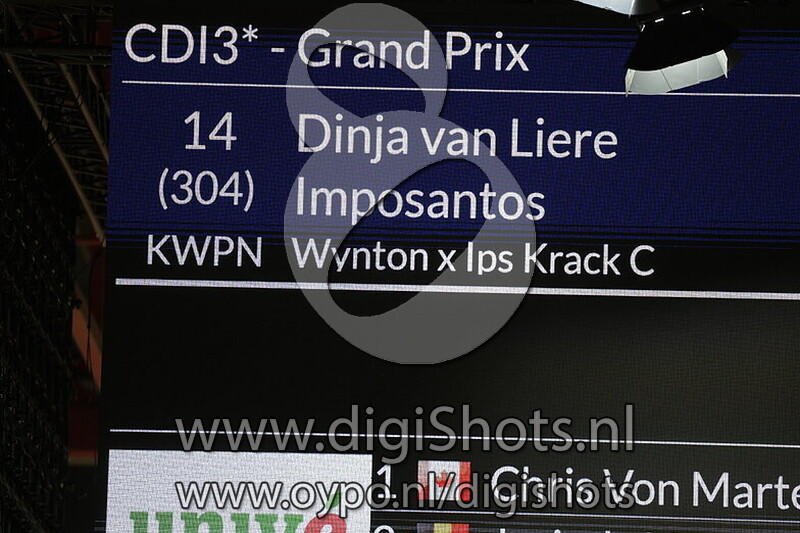 CDI3* - Grand Prix
14 Dinja van Liere
(304) Imposantos
KWPN Wynton x Ips Krack C
www.digiShots.nl
1 Chris Von Marte
www.oypo.nl/digishots
univé